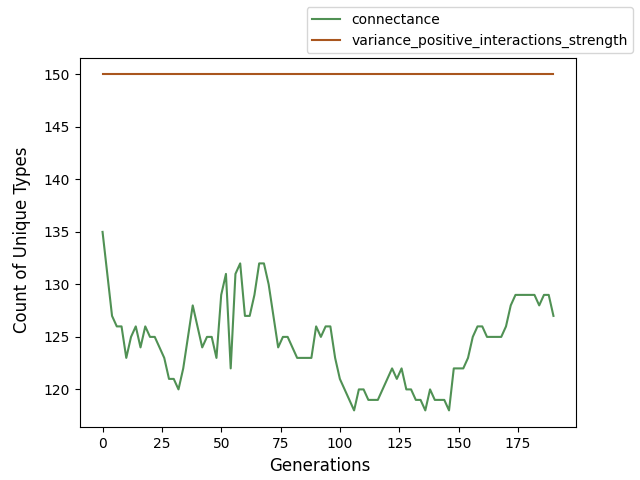 connectance
variance_positive_interactions_strength
150
145
140
135
130
125
120
Count of Unique Types
0 25 50 75 100 125 150 175
Generations